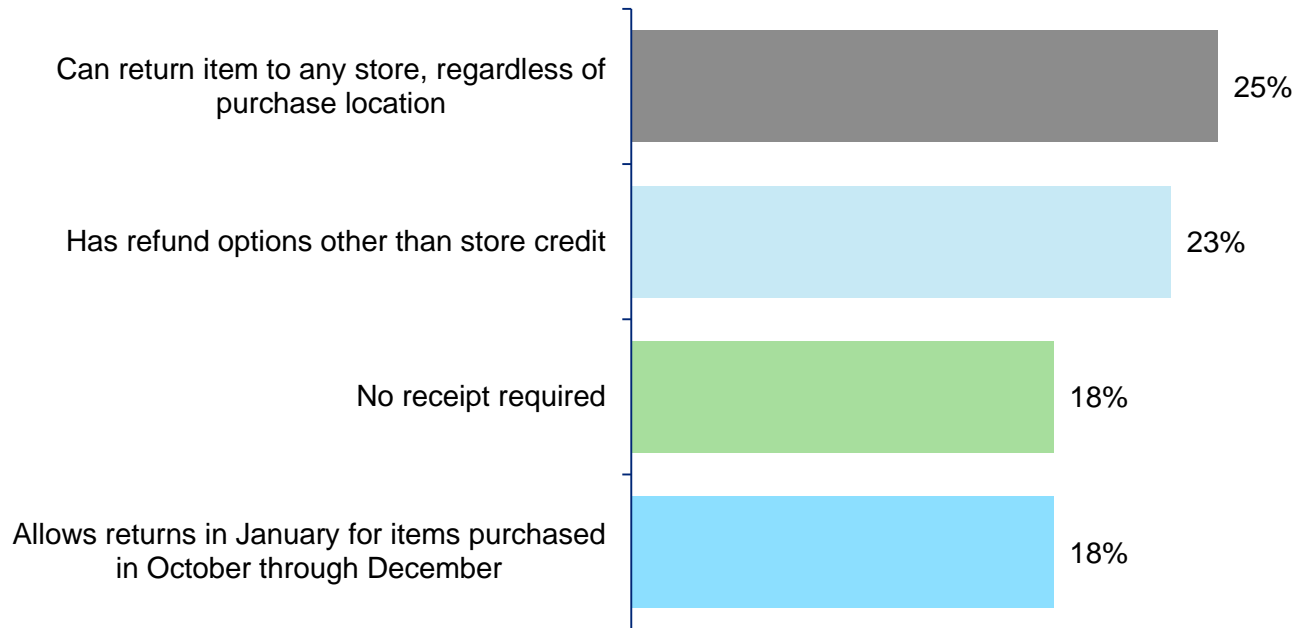 Can return item to any store, regardless of
purchase location
25%
Has refund options other than store credit
23%
No receipt required
18%
Allows returns in January for items purchased
in October through December
18%